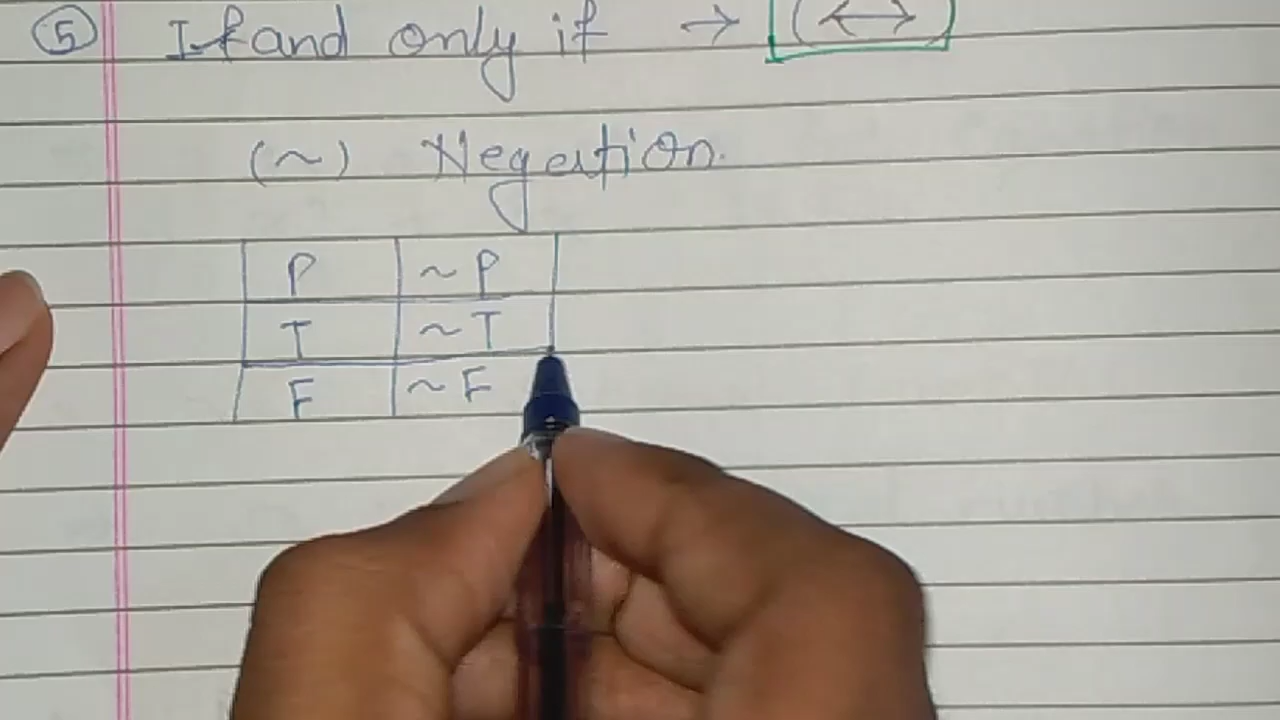 5 If and only if → (↔)
(~) Negation.
P ~P
T ~T
F ~F